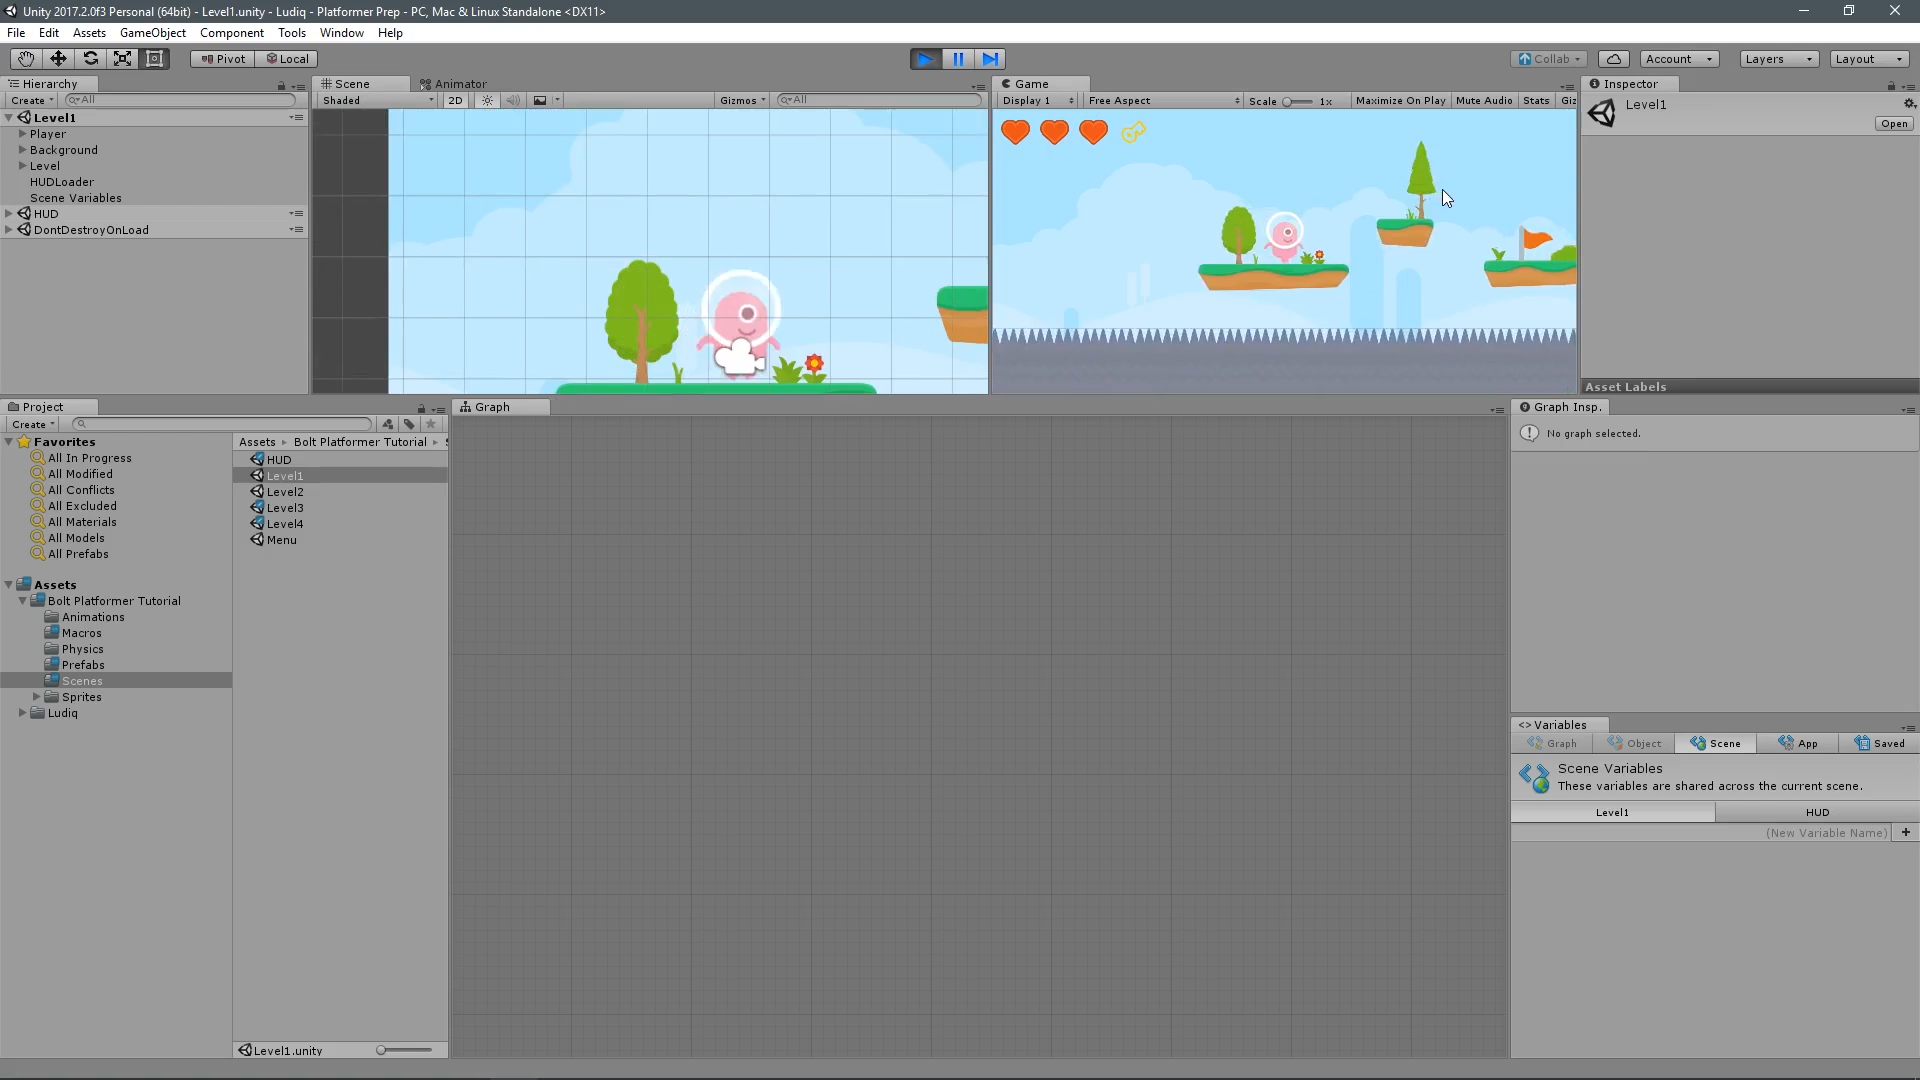 Unity 2017.2.0f3 Personal (64bit) - Level1.unity - Ludiq - Platformer Prep - PC, Mac & Linux Standalone <DX11>
File Edit Assets GameObject Component Tools Window Help
Pivot Local Collab Account Layers Layout
Hierarchy
Create All
Level1
Player
Background
Level
HUDLoader
Scene Variables
HUD
DontDestroyOnLoad
Scene Animator
Shaded 2D Gizmos All
Game
Display 1 Free Aspect Scale 1x Maximize On Play Mute Audio Stats Giz
Inspector
Level1
Open
Asset Labels
Project
Create
Favorites
All In Progress
All Modified
All Conflicts
All Excluded
All Materials
All Models
All Prefabs
Assets
Bolt Platformer Tutorial
Animations
Macros
Physics
Prefabs
Scenes
Sprites
Ludiq
Assets Bolt Platformer Tutorial
HUD
Level1
Level2
Level3
Level4
Menu
Level1.unity
Graph
Graph Insp.
No graph selected.
<> Variables
Graph Object Scene App Saved
Scene Variables
These variables are shared across the current scene.
Level1 HUD
(New Variable Name) +